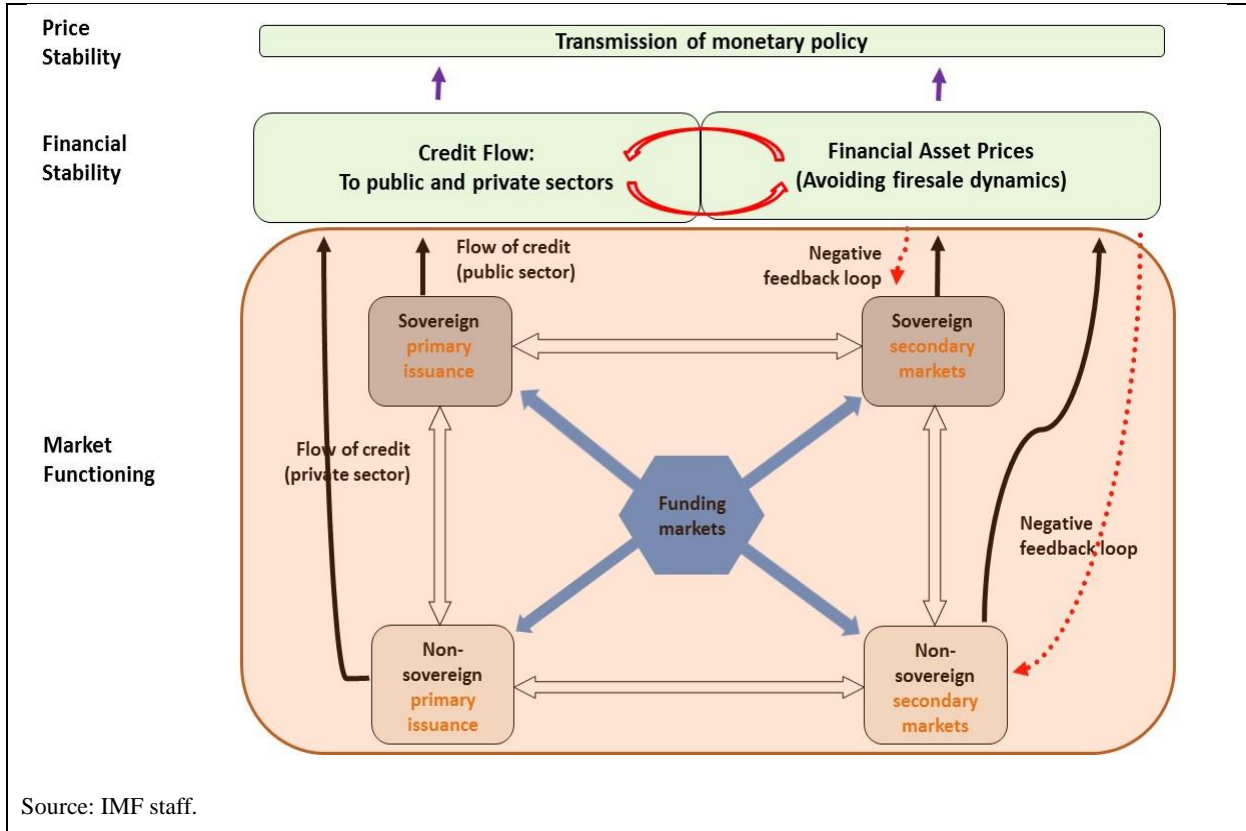 Price
Stability
Transmission of monetary policy
Financial
Stability
Credit Flow:
To public and private sectors
Financial Asset Prices
(Avoiding firesale dynamics)
Flow of credit
(public sector)
Negative
feedback loop
Sovereign
primary
issuance
Sovereign
secondary
markets
Market
Functioning
Flow of credit
(private sector)
Funding
markets
Negative
feedback loop
Non-
sovereign
primary
issuance
Non-
sovereign
secondary
markets
Source: IMF staff.